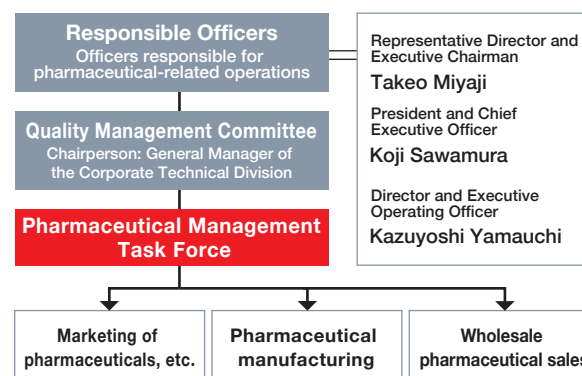 Responsible Officers
Officers responsible for
pharmaceutical-related operations
Representative Director and
Executive Chairman
Takeo Miyaji
President and Chief
Executive Officer
Koji Sawamura
Director and Executive
Operating Officer
Kazuyoshi Yamauchi
Quality Management Committee
Chairperson: General Manager of
the Corporate Technical Division
Pharmaceutical Management
Task Force
Marketing of
pharmaceuticals, etc.
Pharmaceutical
manufacturing
Wholesale
pharmaceutical sales